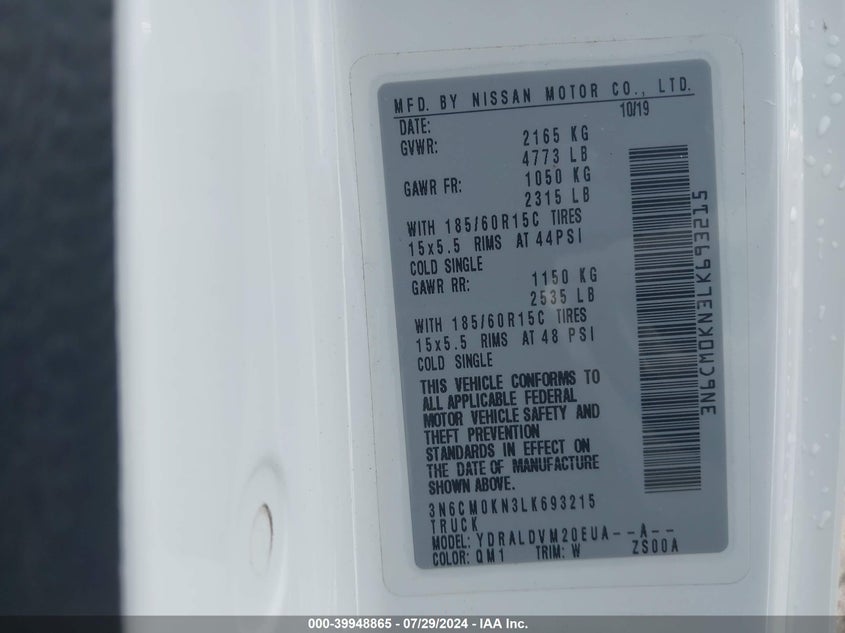 MFD. BY NISSAN MOTOR CO., LTD.
DATE: 10/19
GVWR: 2165 KG
4773 LB
GAWR FR: 1050 KG
2315 LB
WITH 185/60R15C TIRES
15x5.5 RIMS AT 44PSI
COLD SINGLE
GAWR RR: 1150 KG
2535 LB
WITH 185/60R15C TIRES
15x5.5 RIMS AT 48 PSI
COLD SINGLE
THIS VEHICLE CONFORMS TO
ALL APPLICABLE FEDERAL
MOTOR VEHICLE SAFETY AND
THEFT PREVENTION
STANDARDS IN EFFECT ON
THE DATE OF MANUFACTURE
SHOWN ABOVE.
3N6CM0KN3LK693215
TRUCK
MODEL: YDRALDVM20EUA--A--
COLOR: QM1 TRIM: W ZS00A
3N6CM0KN3LK693215
000-39948865 / 07/29/2024 - IAA Inc.